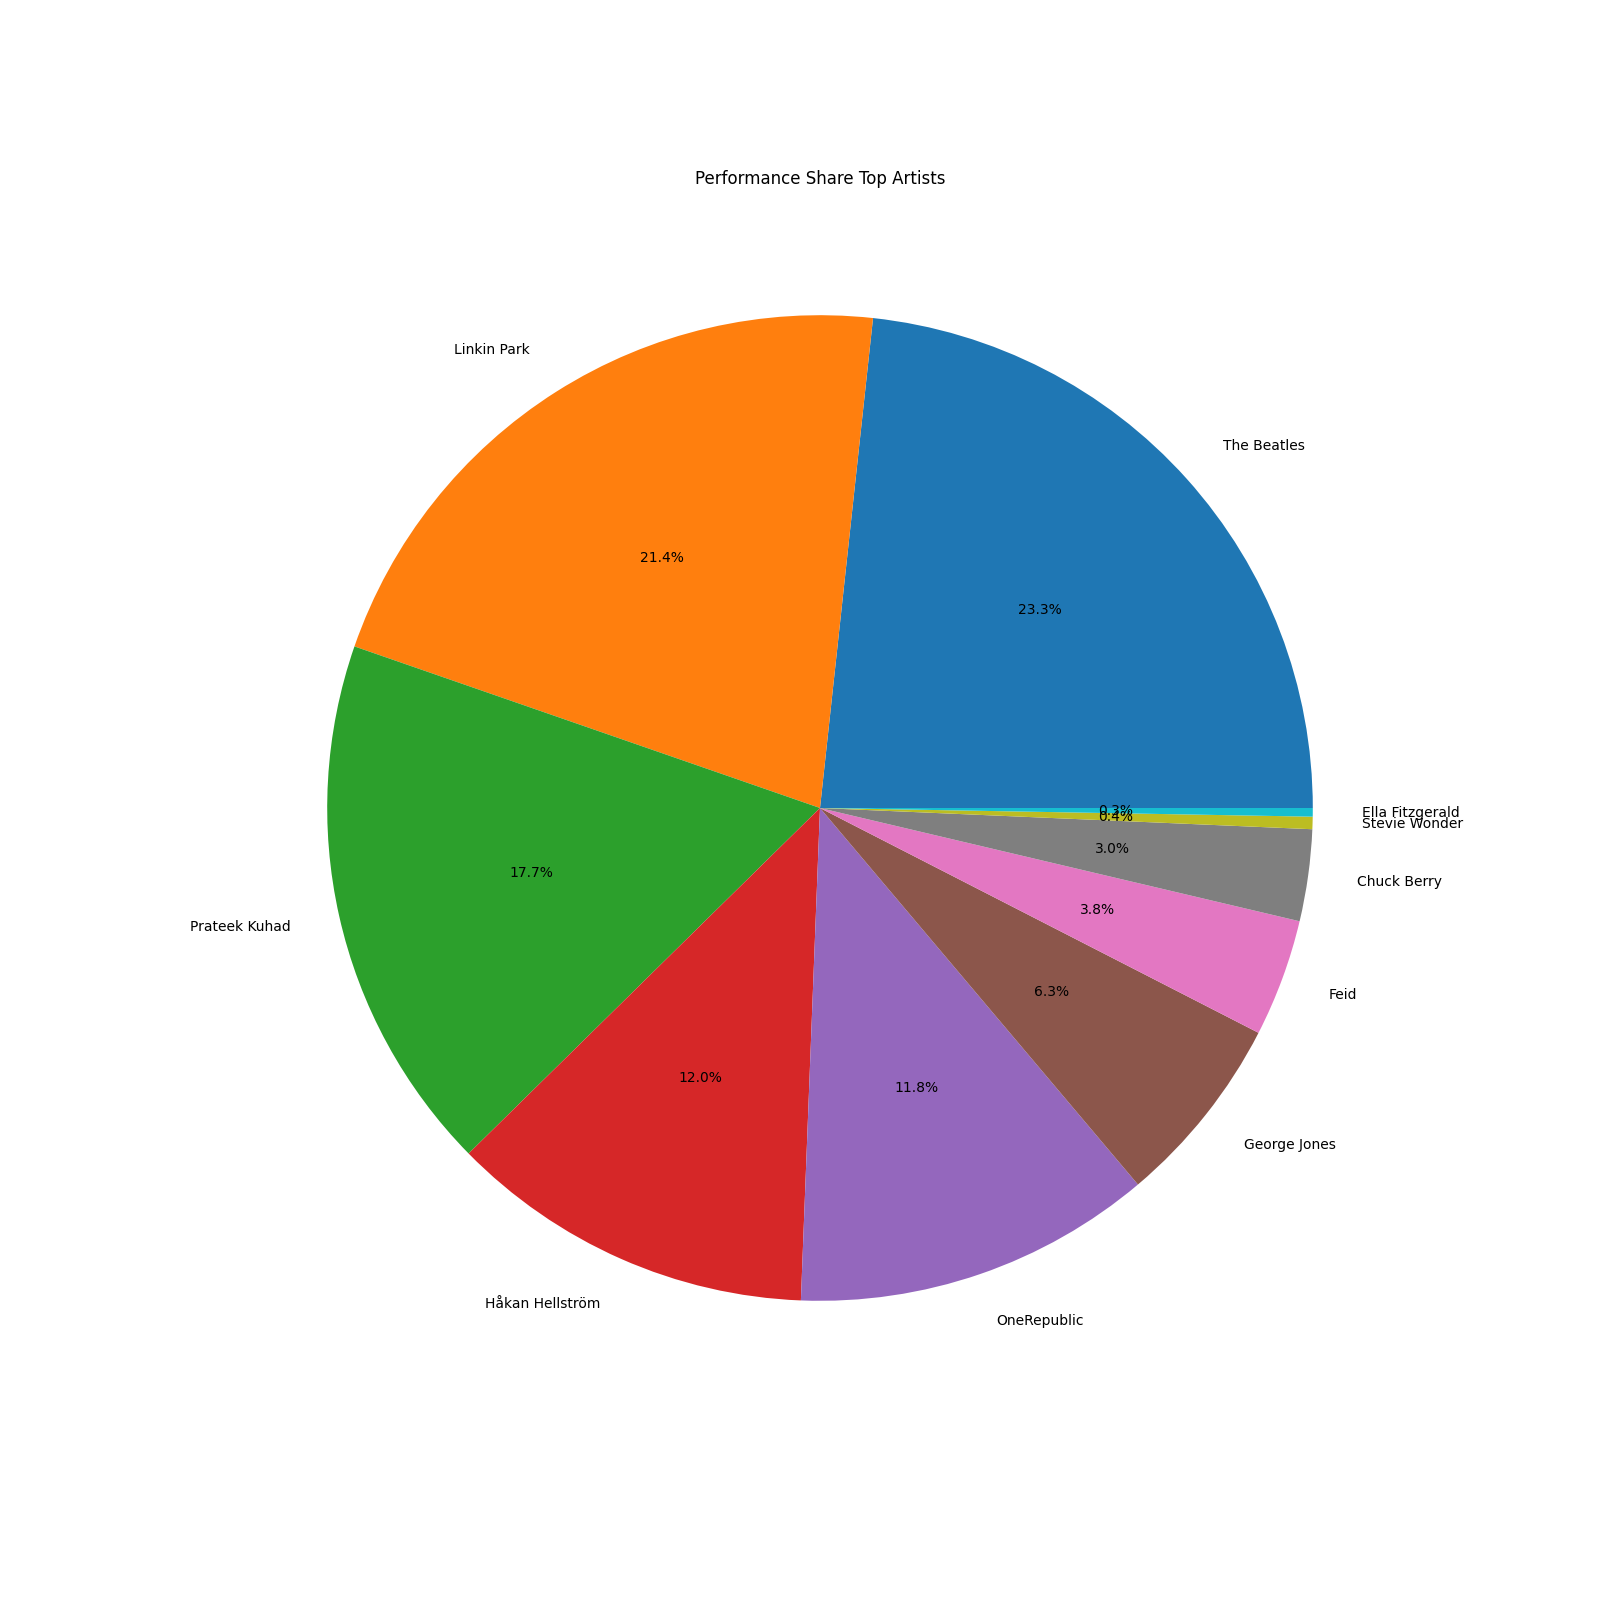 Performance Share Top Artists
Linkin Park
The Beatles
21.4%
23.3%
Ella Fitzgerald
0.3%
Stevie Wonder
0.4%
3.0%
Chuck Berry
17.7%
3.8%
Prateek Kuhad
Feid
6.3%
12.0%
11.8%
George Jones
Håkan Hellström
OneRepublic